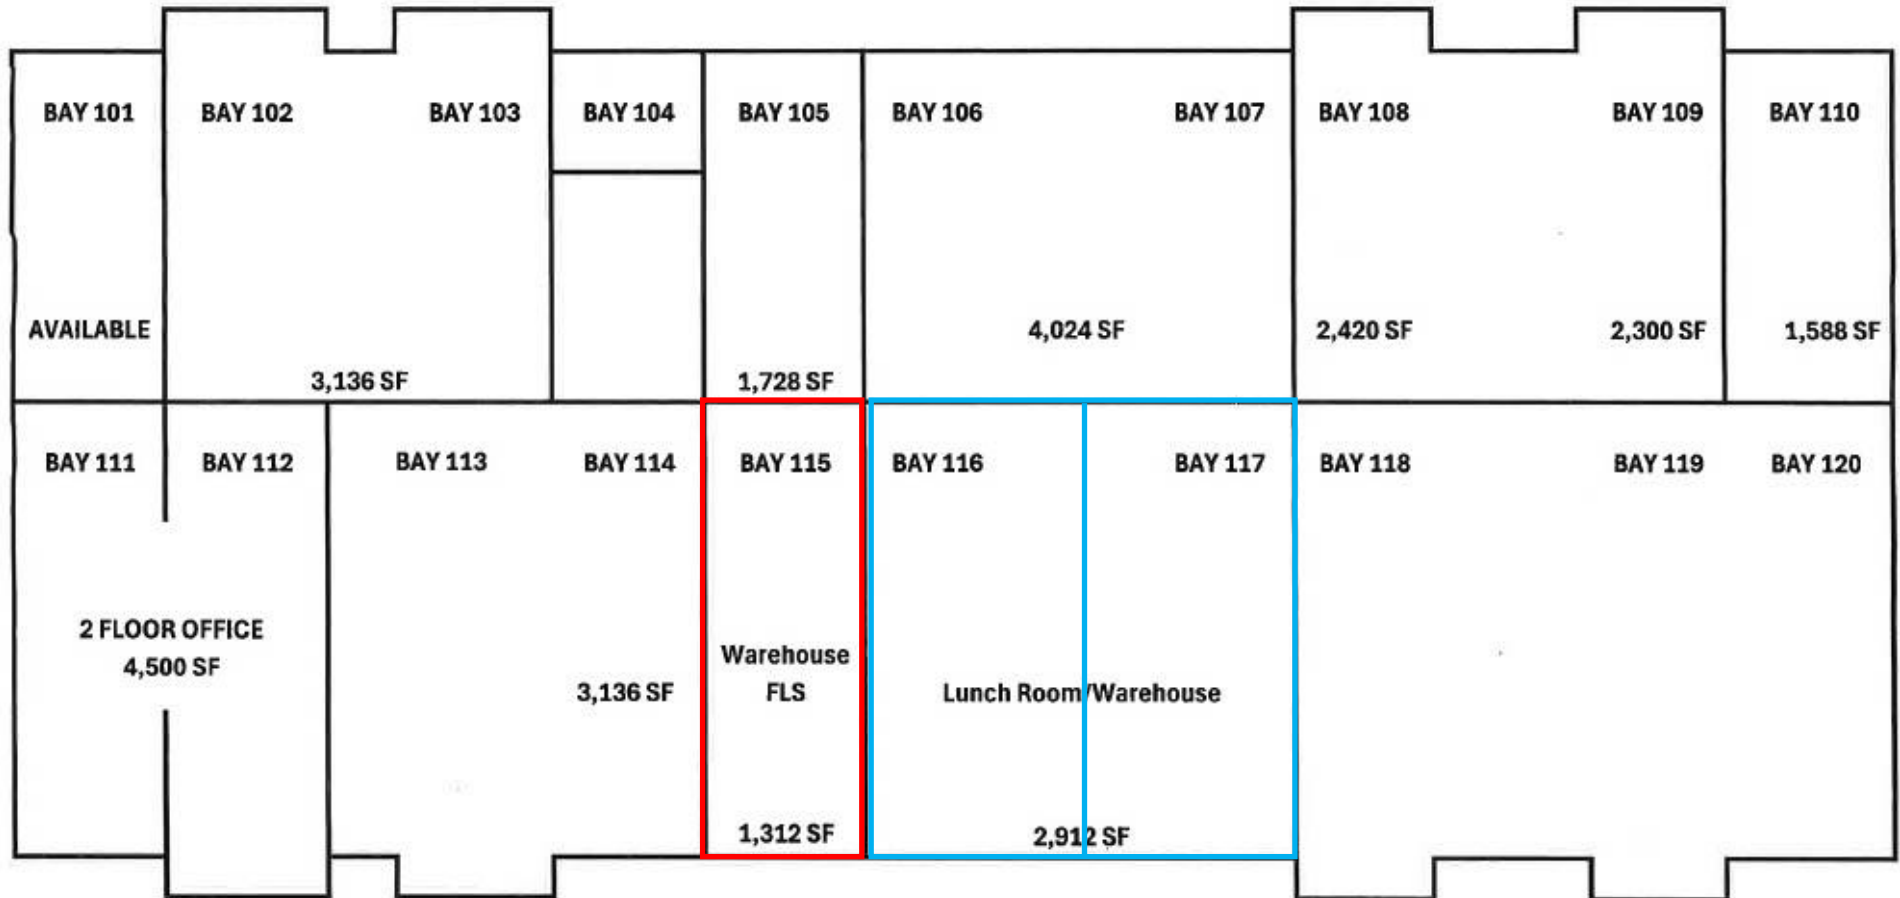 BAY 101
BAY 102
BAY 103
BAY 104
BAY 105
BAY 106
BAY 107
BAY 108
BAY 109
BAY 110
AVAILABLE
3,136 SF
1,728 SF
4,024 SF
2,420 SF
2,300 SF
1,588 SF
BAY 111
BAY 112
BAY 113
BAY 114
BAY 115
BAY 116
BAY 117
BAY 118
BAY 119
BAY 120
2 FLOOR OFFICE
4,500 SF
3,136 SF
Warehouse
FLS
1,312 SF
Lunch Room/Warehouse
2,912 SF